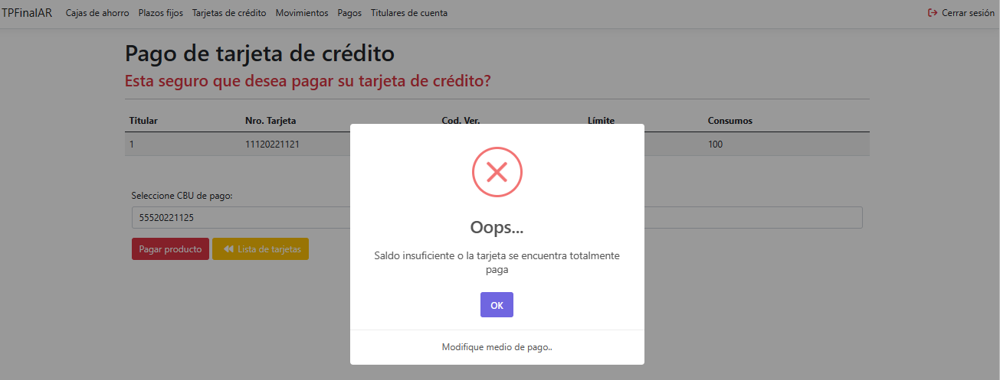 TPFinalAR Cajas de ahorro Plazos fijos Tarjetas de crédito Movimientos Pagos Titulares de cuenta Cerrar sesión
Pago de tarjeta de crédito
Esta seguro que desea pagar su tarjeta de crédito?
Titular Nro. Tarjeta Cod. Ver. Límite Consumos
1 11120221121 100
Seleccione CBU de pago:
55520221125
Pagar producto Lista de tarjetas
Oops...
Saldo insuficiente o la tarjeta se encuentra totalmente
paga
OK
Modifique medio de pago..